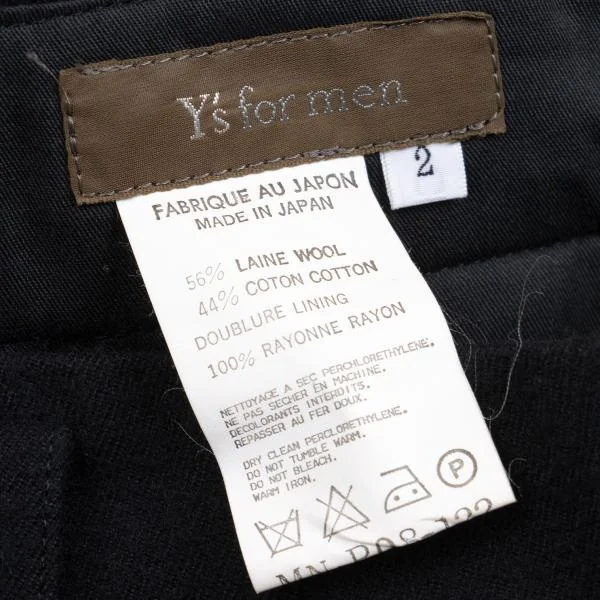 Y's for men
2
FABRIQUE AU JAPON
MADE IN JAPAN
56% LAINE WOOL
44% COTON COTTON
DOUBLURE LINING
100% RAYONNE RAYON
NETTOYAGE A SEC PERCHLORETHYLENE.
NE PAS SECHER EN MACHINE.
DECOLORANTS INTERDITS.
REPASSER AU FER DOUX.
DRY CLEAN PERCLORETHYLENE.
DO NOT TUMBLE WARM.
DO NOT BLEACH.
WARM IRON.
P